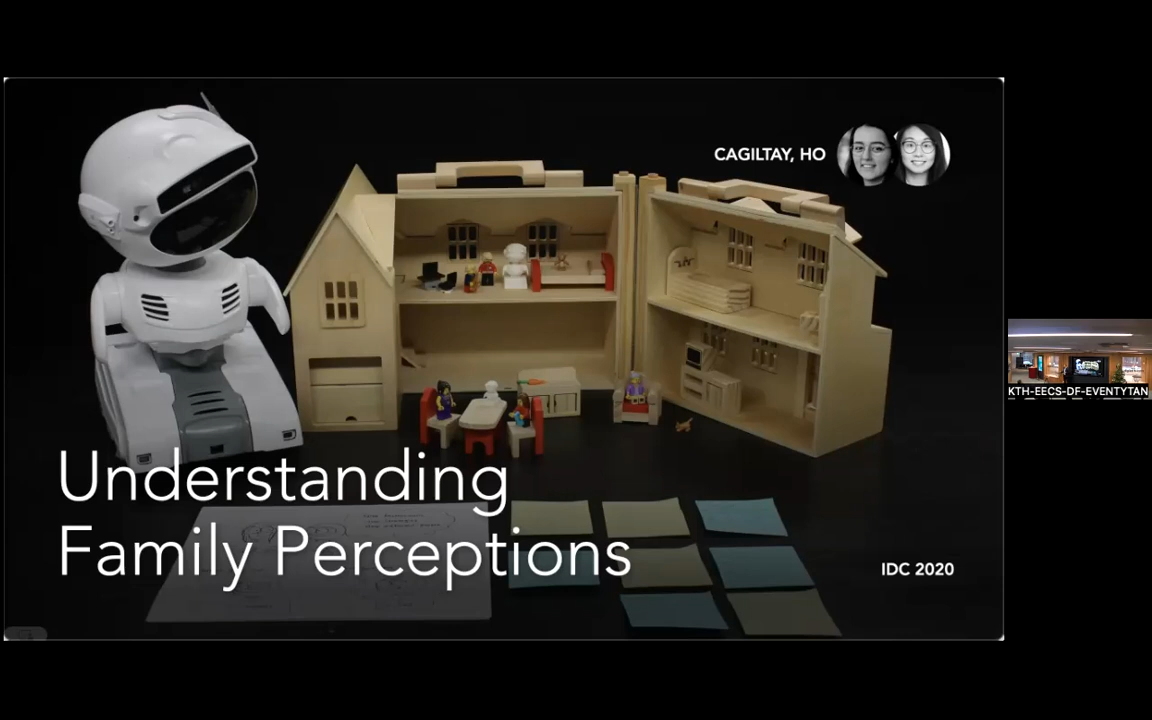 CAGILTAY, HO
Understanding
Family Perceptions
IDC 2020
KTH-EECS-DF-EVENTYTAN